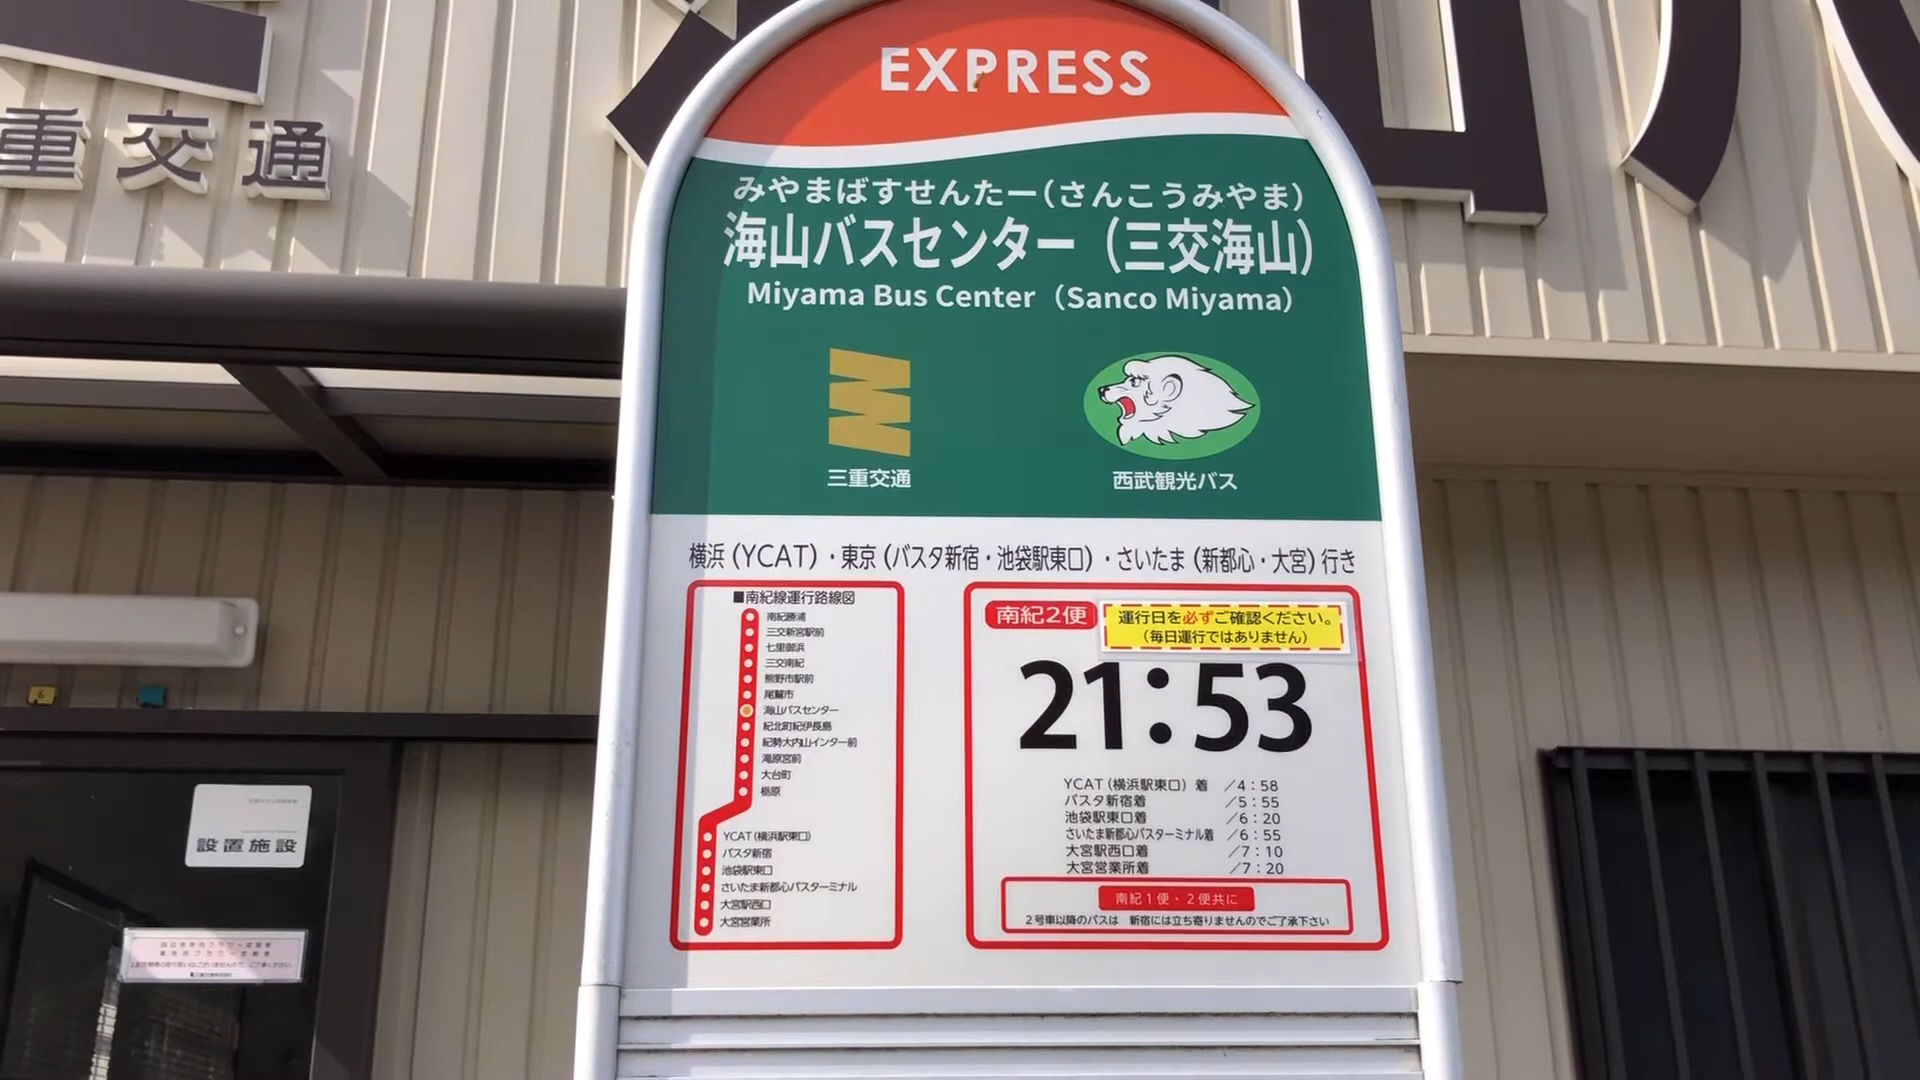 重交通
EXPRESS
みやまばすせんたー(さんこうみやま)
海山バスセンター(三交海山)
Miyama Bus Center (Sanco Miyama)
三重交通
西武観光バス
横浜(YCAT)・東京(バスタ新宿・池袋駅東口)・さいたま(新都心・大宮)行き
■南紀線運行路線図
南紀勝浦
三交新宮駅前
七里御浜
三交南紀
熊野市駅前
尾鷲市
海山バスセンター
紀北町紀伊長島
紀勢大内山インター前
滝原宮前
大台町
栃原
YCAT(横浜駅東口)
バスタ新宿
池袋駅東口
さいたま新都心バスターミナル
大宮駅西口
大宮営業所
南紀2便
運行日を必ずご確認ください。
(毎日運行ではありません)
21:53
YCAT(横浜駅東口)着 /4:58
バスタ新宿着 /5:55
池袋駅東口着 /6:20
さいたま新都心バスターミナル着 /6:55
大宮駅西口着 /7:10
大宮営業所着 /7:20
南紀1便・2便共に
2号車以降のバスは 新宿には立ち寄りませんのでご了承下さい
設置施設
6